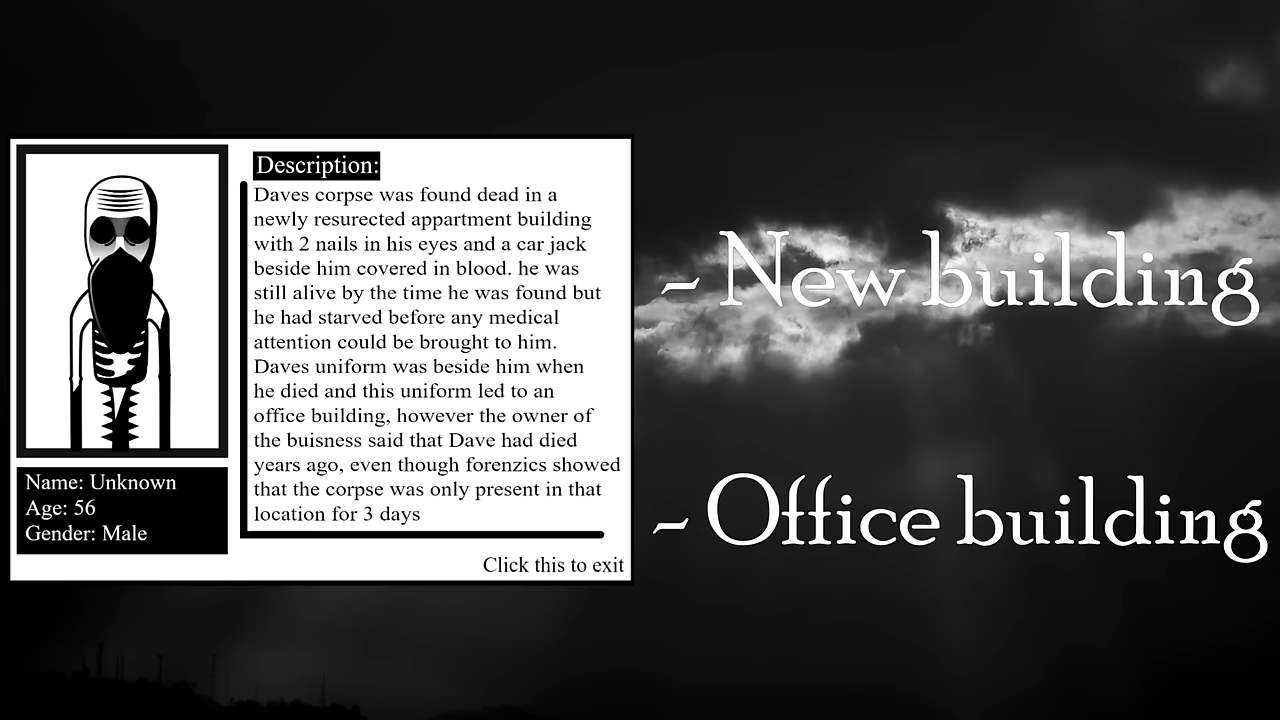 Description:
Daves corpse was found dead in a
newly resurected appartment building
with 2 nails in his eyes and a car jack
beside him covered in blood. he was
still alive by the time he was found but
he had starved before any medical
attention could be brought to him.
Daves uniform was beside him when
he died and this uniform led to an
office building, however the owner of
the buisness said that Dave had died
years ago, even though forenzics showed
that the corpse was only present in that
location for 3 days
Name: Unknown
Age: 56
Gender: Male
Click this to exit
~ New building
~ Office building